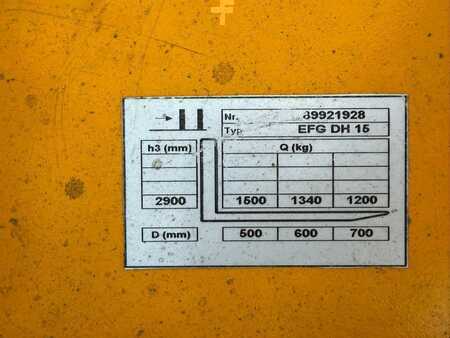 Nr. 89921928
Typ EFG DH 15
h3 (mm) Q (kg)
2900 1500 1340 1200
D (mm) 500 600 700